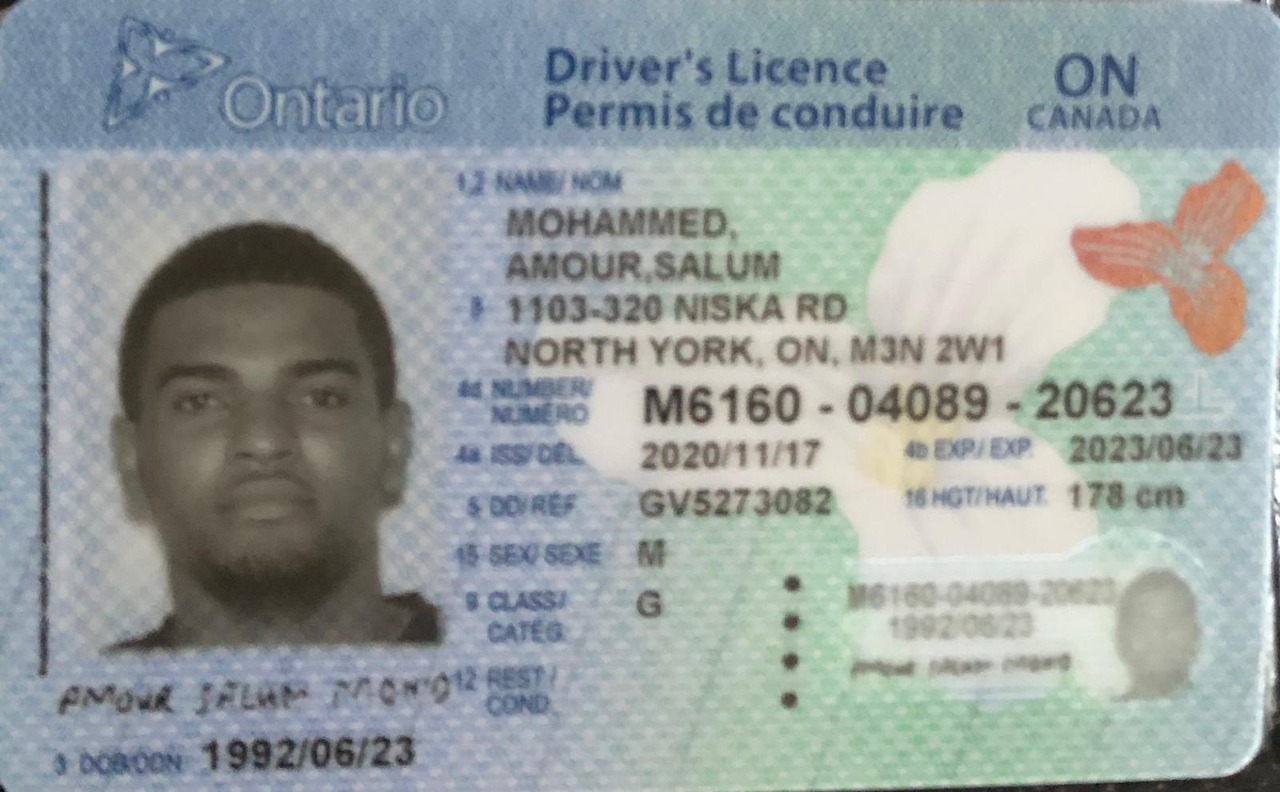 Ontario
Driver's Licence
Permis de conduire
ON
CANADA
1,2 NAME/ NOM
MOHAMMED,
AMOUR,SALUM
8 1103-320 NISKA RD
NORTH YORK, ON, M3N 2W1
4d NUMBER/
NUMÉRO
M6160 - 04089 - 20623
4a ISS/DÉL. 2020/11/17 4b EXP./ EXP. 2023/06/23
5 DD/RÉF GV5273082 16 HGT/HAUT. 178 cm
15 SEX/ SEXE M
9 CLASS/
CATÉG. G
12 REST/
COND.
M6160-04089-20623
1992/06/23
AMOUR SALUM
3 DOB/DDN 1992/06/23